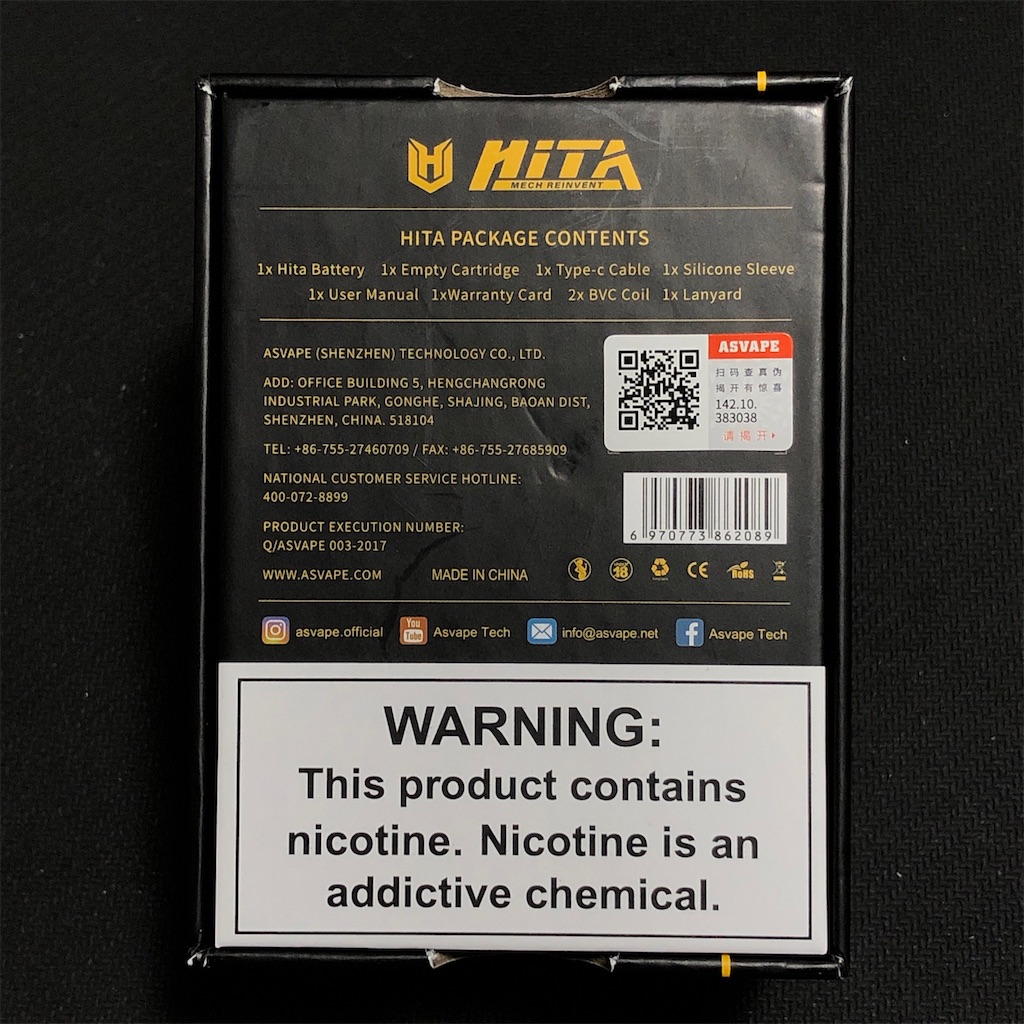 HITA
MECH REINVENT
HITA PACKAGE CONTENTS
1x Hita Battery 1x Empty Cartridge 1x Type-c Cable 1x Silicone Sleeve
1x User Manual 1xWarranty Card 2x BVC Coil 1x Lanyard
ASVAPE (SHENZHEN) TECHNOLOGY CO., LTD.
ADD: OFFICE BUILDING 5, HENGCHANGRONG
INDUSTRIAL PARK, GONGHE, SHAJING, BAOAN DIST,
SHENZHEN, CHINA. 518104
TEL: +86-755-27460709 / FAX: +86-755-27685909
NATIONAL CUSTOMER SERVICE HOTLINE:
400-072-8899
PRODUCT EXECUTION NUMBER:
Q/ASVAPE 003-2017
WWW.ASVAPE.COM MADE IN CHINA
ASVAPE
扫码查真伪
揭开有惊喜
142.10.
383038
请揭开
6 970773 862089
18
CE
RoHS
asvape.official
You
Tube
Asvape Tech
info@asvape.net
f
Asvape Tech
WARNING:
This product contains
nicotine. Nicotine is an
addictive chemical.